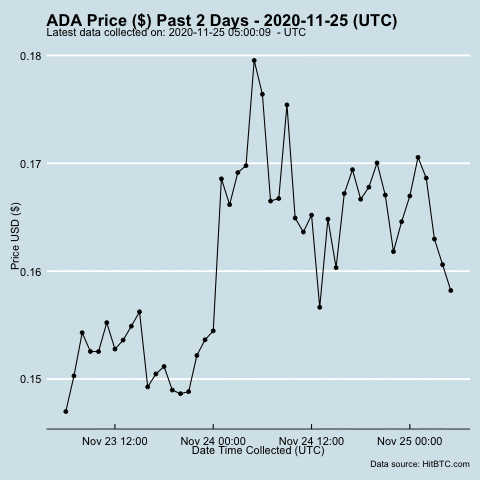 ADA Price ($) Past 2 Days - 2020-11-25 (UTC)
Latest data collected on: 2020-11-25 05:00:09  - UTC
0.18
0.17
0.16
0.15
Price USD ($)
Nov 23 12:00 Nov 24 00:00 Nov 24 12:00 Nov 25 00:00
Date Time Collected (UTC)
Data source: HitBTC.com